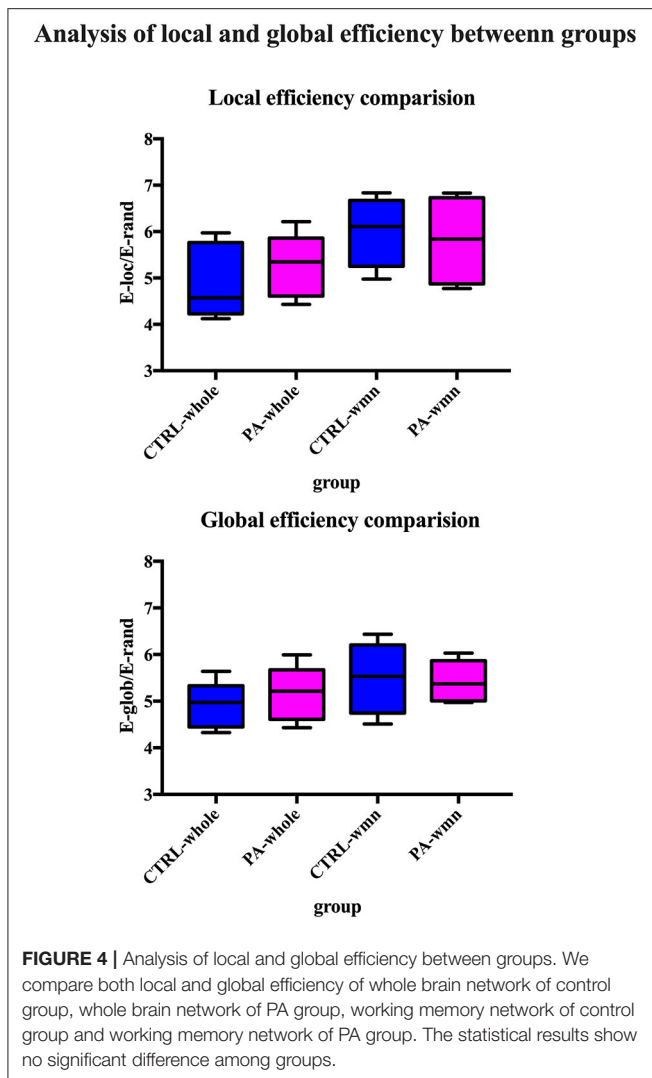 Analysis of local and global efficiency betweenn groups
Local efficiency comparision
8
7
6
5
4
3
E-loc/E-rand
CTRL-whole
PA-whole
CTRL-wmn
PA-wmn
group
Global efficiency comparision
8
7
6
5
4
3
E-glob/E-rand
CTRL-whole
PA-whole
CTRL-wmn
PA-wmn
group
FIGURE 4 | Analysis of local and global efficiency between groups. We
compare both local and global efficiency of whole brain network of control
group, whole brain network of PA group, working memory network of control
group and working memory network of PA group. The statistical results show
no significant difference among groups.